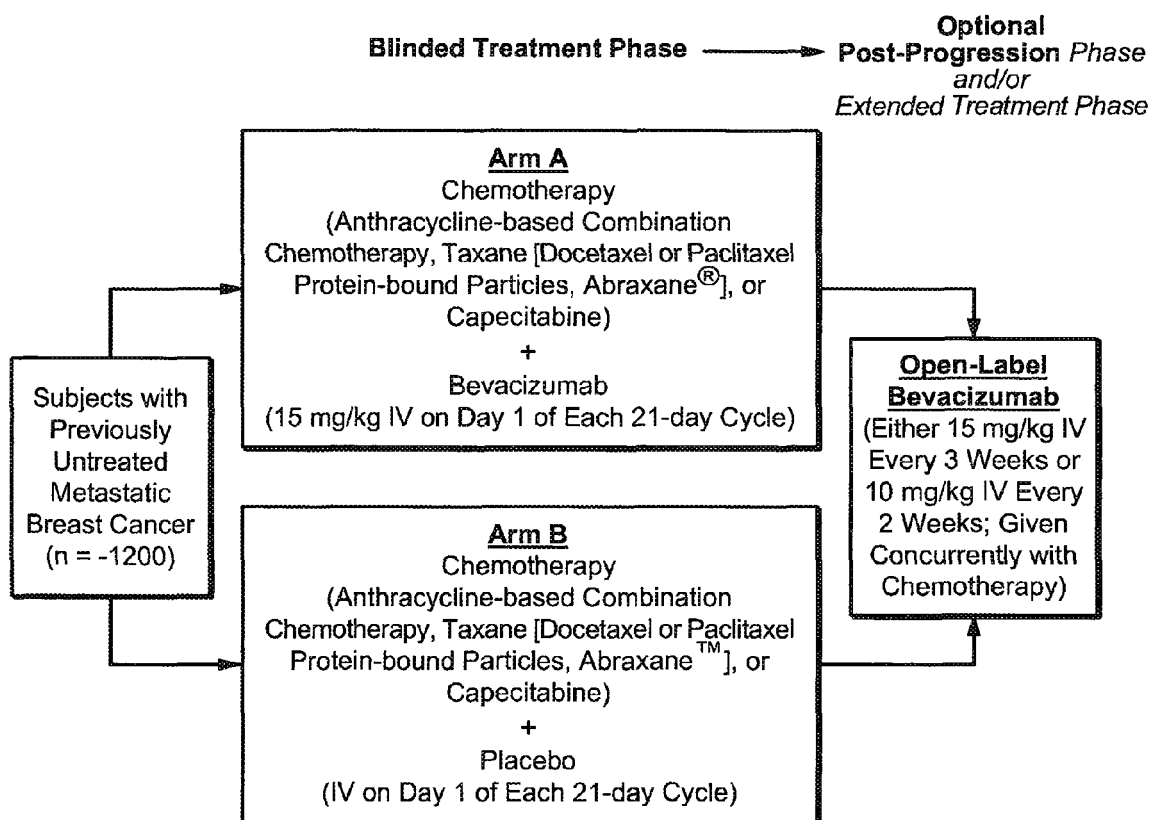 Blinded Treatment Phase
Optional
Post-Progression Phase
and/or
Extended Treatment Phase
Arm A
Chemotherapy
(Anthracycline-based Combination
Chemotherapy, Taxane [Docetaxel or Paclitaxel
Protein-bound Particles, Abraxane®], or
Capecitabine)
+
Bevacizumab
(15 mg/kg IV on Day 1 of Each 21-day Cycle)
Subjects with
Previously
Untreated
Metastatic
Breast Cancer
(n = -1200)
Arm B
Chemotherapy
(Anthracycline-based Combination
Chemotherapy, Taxane [Docetaxel or Paclitaxel
Protein-bound Particles, Abraxane™], or
Capecitabine)
+
Placebo
(IV on Day 1 of Each 21-day Cycle)
Open-Label
Bevacizumab
(Either 15 mg/kg IV
Every 3 Weeks or
10 mg/kg IV Every
2 Weeks; Given
Concurrently with
Chemotherapy)